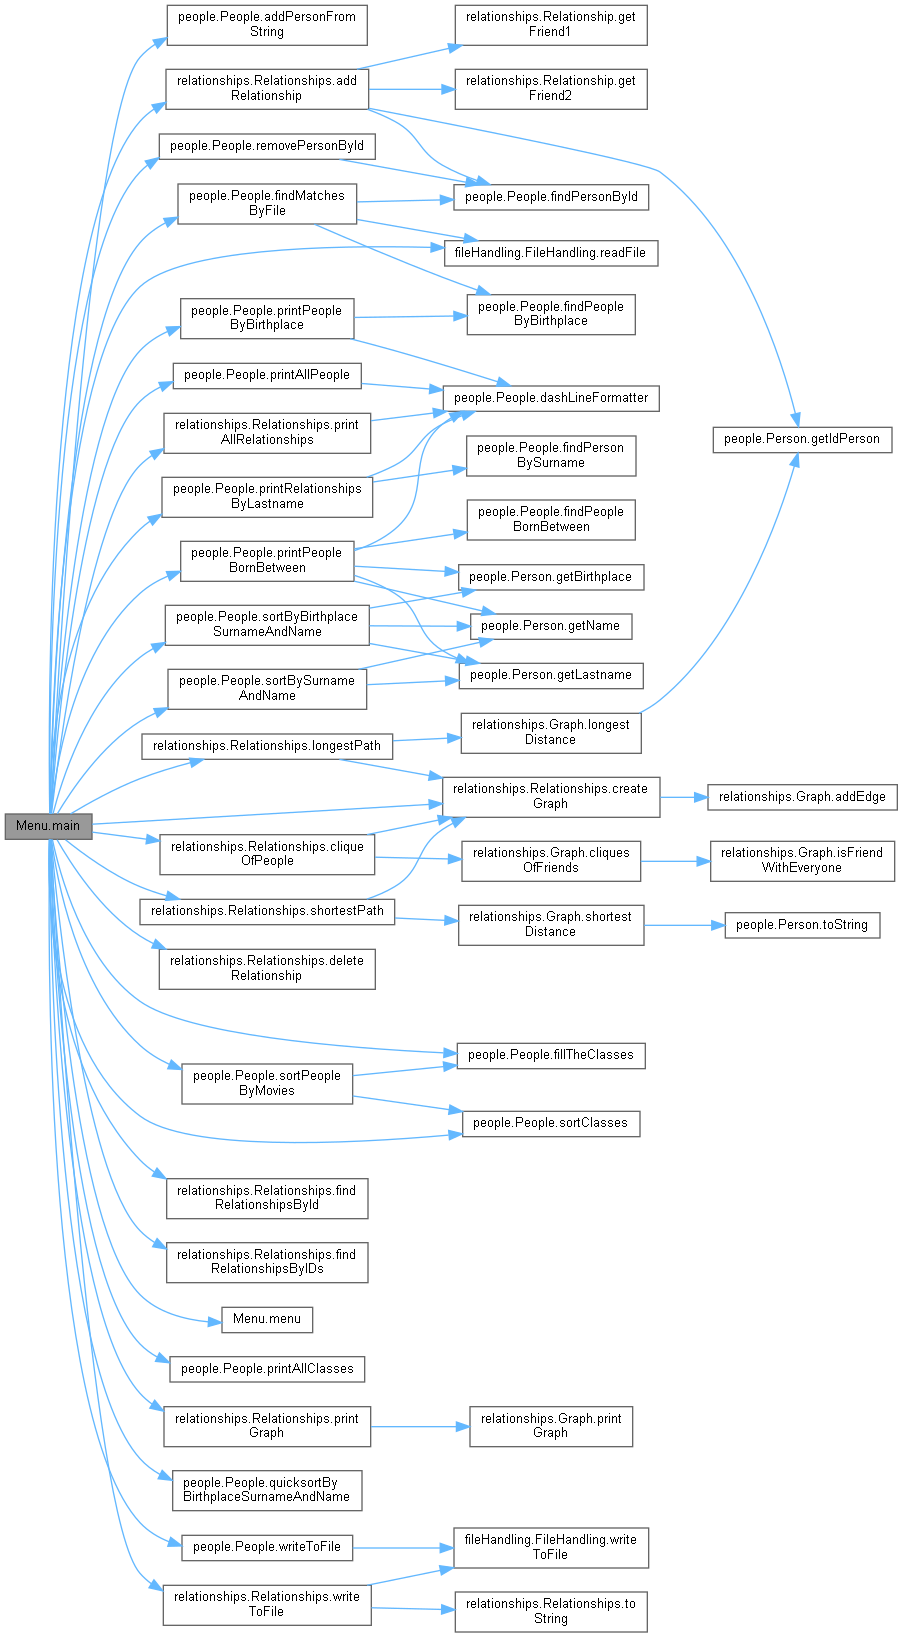 people.People.addPersonFrom
String
relationships.Relationship.get
Friend1
relationships.Relationships.add
Relationship
relationships.Relationship.get
Friend2
people.People.removePersonById
people.People.findMatches
ByFile
people.People.findPersonById
fileHandling.FileHandling.readFile
people.People.printPeople
ByBirthplace
people.People.findPeople
ByBirthplace
people.People.printAllPeople
people.People.dashLineFormatter
relationships.Relationships.print
AllRelationships
people.Person.getIdPerson
people.People.findPerson
BySurname
people.People.printRelationships
ByLastname
people.People.findPeople
BornBetween
people.People.printPeople
BornBetween
people.Person.getBirthplace
people.People.sortByBirthplace
SurnameAndName
people.Person.getName
people.People.sortBySurname
AndName
people.Person.getLastname
relationships.Relationships.longestPath
relationships.Graph.longest
Distance
relationships.Relationships.create
Graph
relationships.Graph.addEdge
Menu.main
relationships.Relationships.clique
OfPeople
relationships.Graph.cliques
OfFriends
relationships.Graph.isFriend
WithEveryone
relationships.Relationships.shortestPath
relationships.Graph.shortest
Distance
people.Person.toString
relationships.Relationships.delete
Relationship
people.People.fillTheClasses
people.People.sortPeople
ByMovies
people.People.sortClasses
relationships.Relationships.find
RelationshipsById
relationships.Relationships.find
RelationshipsByIDs
Menu.menu
people.People.printAllClasses
relationships.Relationships.print
Graph
relationships.Graph.print
Graph
people.People.quicksortBy
BirthplaceSurnameAndName
people.People.writeToFile
fileHandling.FileHandling.write
ToFile
relationships.Relationships.write
ToFile
relationships.Relationships.to
String